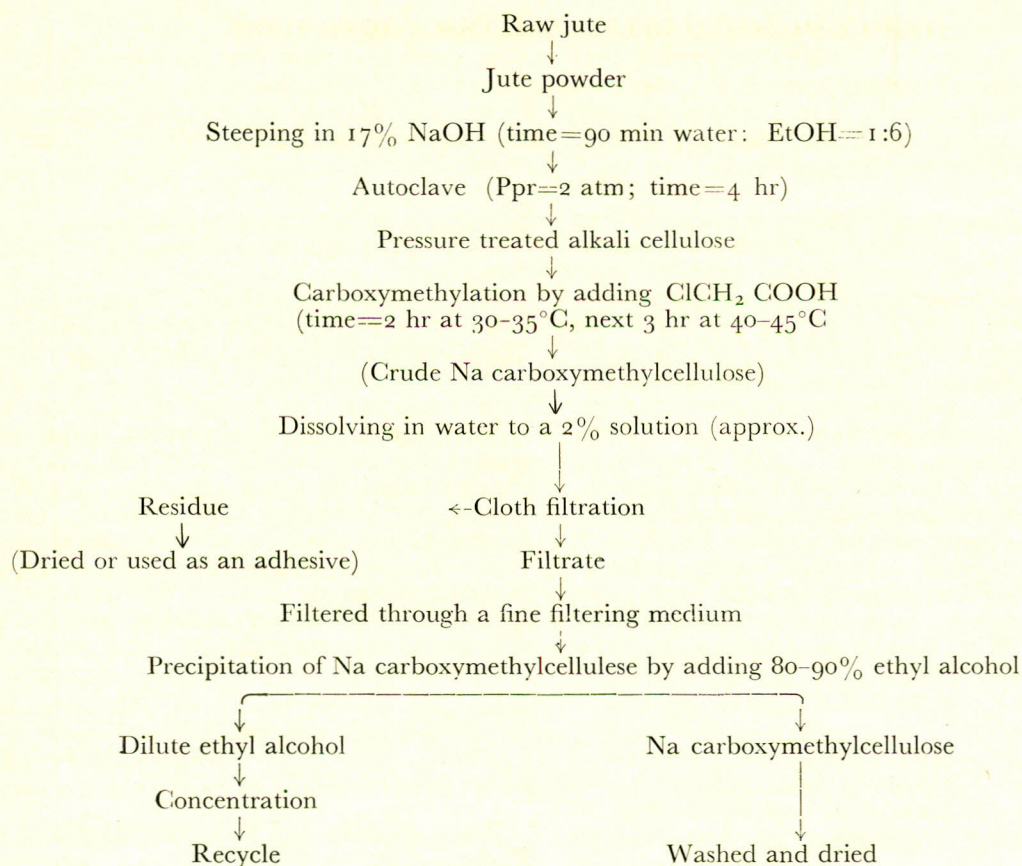 Raw jute
Jute powder
Steeping in 17% NaOH (time=90 min water: EtOH=1:6)
Autoclave (Ppr=2 atm; time=4 hr)
Pressure treated alkali cellulose
Carboxymethylation by adding ClCH₂ COOH
(time=2 hr at 30-35°C, next 3 hr at 40-45°C
(Crude Na carboxymethylcellulose)
Dissolving in water to a 2% solution (approx.)
Residue
Cloth filtration
(Dried or used as an adhesive)
Filtrate
Filtered through a fine filtering medium
Precipitation of Na carboxymethylcellulese by adding 80-90% ethyl alcohol
Dilute ethyl alcohol
Na carboxymethylcellulose
Concentration
Recycle
Washed and dried